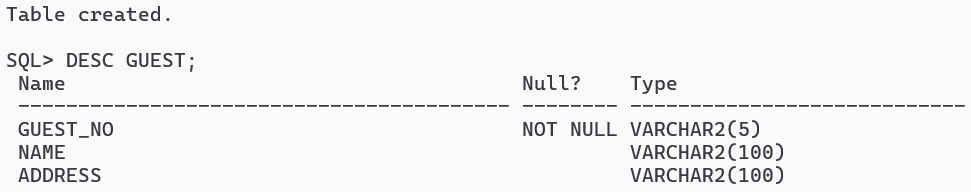 Table created.
SQL> DESC GUEST;
Name Null? Type
----------------------------------------- -------- ----------------------------
GUEST_NO NOT NULL VARCHAR2(5)
NAME VARCHAR2(100)
ADDRESS VARCHAR2(100)